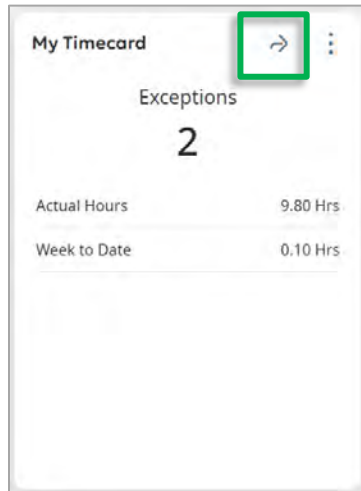 My Timecard
Exceptions
2
Actual Hours 9.80 Hrs
Week to Date 0.10 Hrs